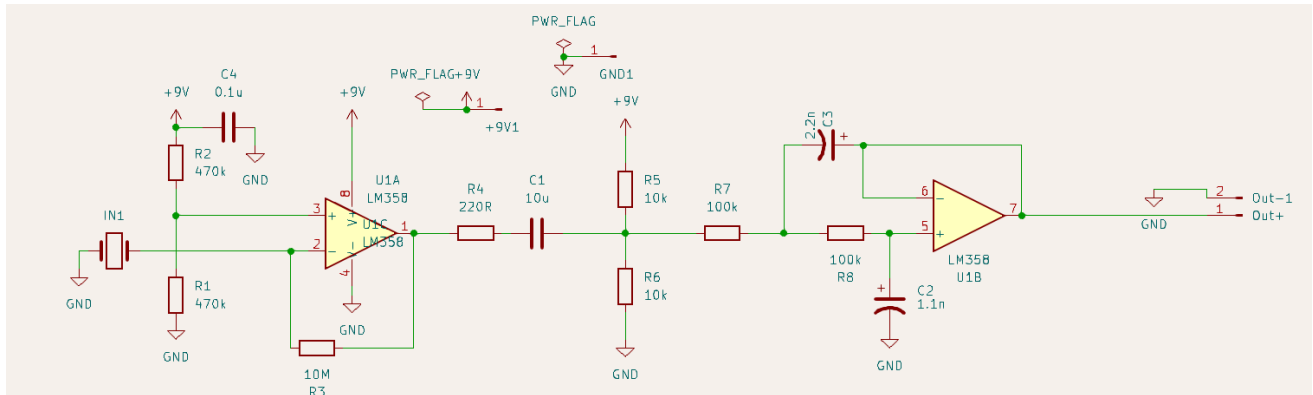 PWR_FLAG
1
GND1
GND
PWR_FLAG+9V
1
+9V1
C4
0.1u
+9V
GND
R2
470k
+9V
8
U1A
LM358
V+
U1C
LM358
V-
3
+
2
-
1
4
GND
IN1
GND
R1
470k
GND
10M
R3
R4
220R
C1
10u
+9V
R5
10k
R6
10k
GND
R7
100k
2.2n
C3
+
100k
R8
+
C2
1.1n
GND
6
-
5
+
7
LM358
U1B
GND
2
Out-1
1
Out+